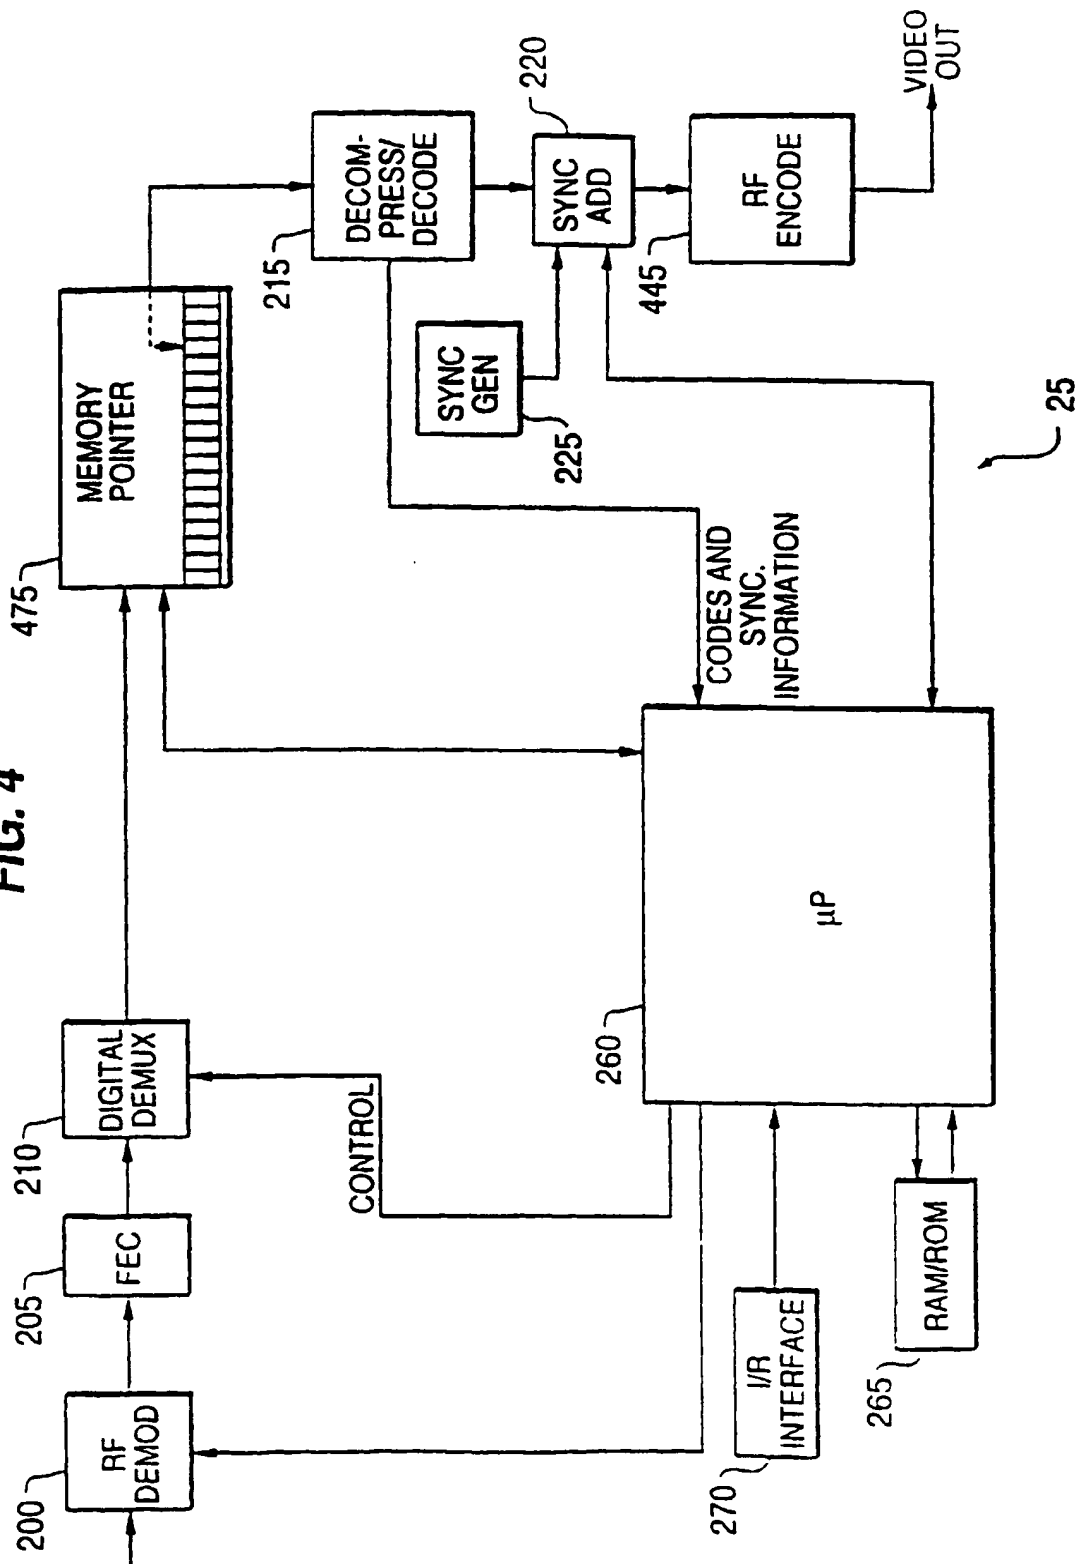 FIG. 4
200
RF
DEMOD
205
FEC
210
DIGITAL
DEMUX
475
MEMORY
POINTER
CONTROL
215
DECOM-
PRESS/
DECODE
SYNC
GEN
225
220
SYNC
ADD
445
RF
ENCODE
VIDEO
OUT
CODES AND
SYNC.
INFORMATION
260
µP
270
I/R
INTERFACE
265
RAM/ROM
25